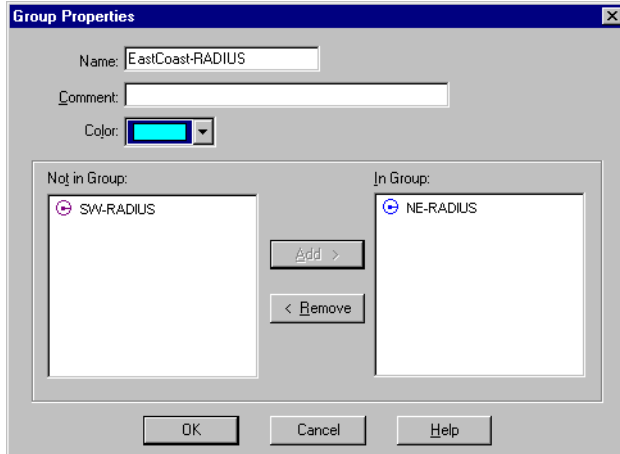 Group Properties
Name: EastCoast-RADIUS
Comment:
Color:
Not in Group:
In Group:
SW-RADIUS
NE-RADIUS
Add >
< Remove
OK Cancel Help